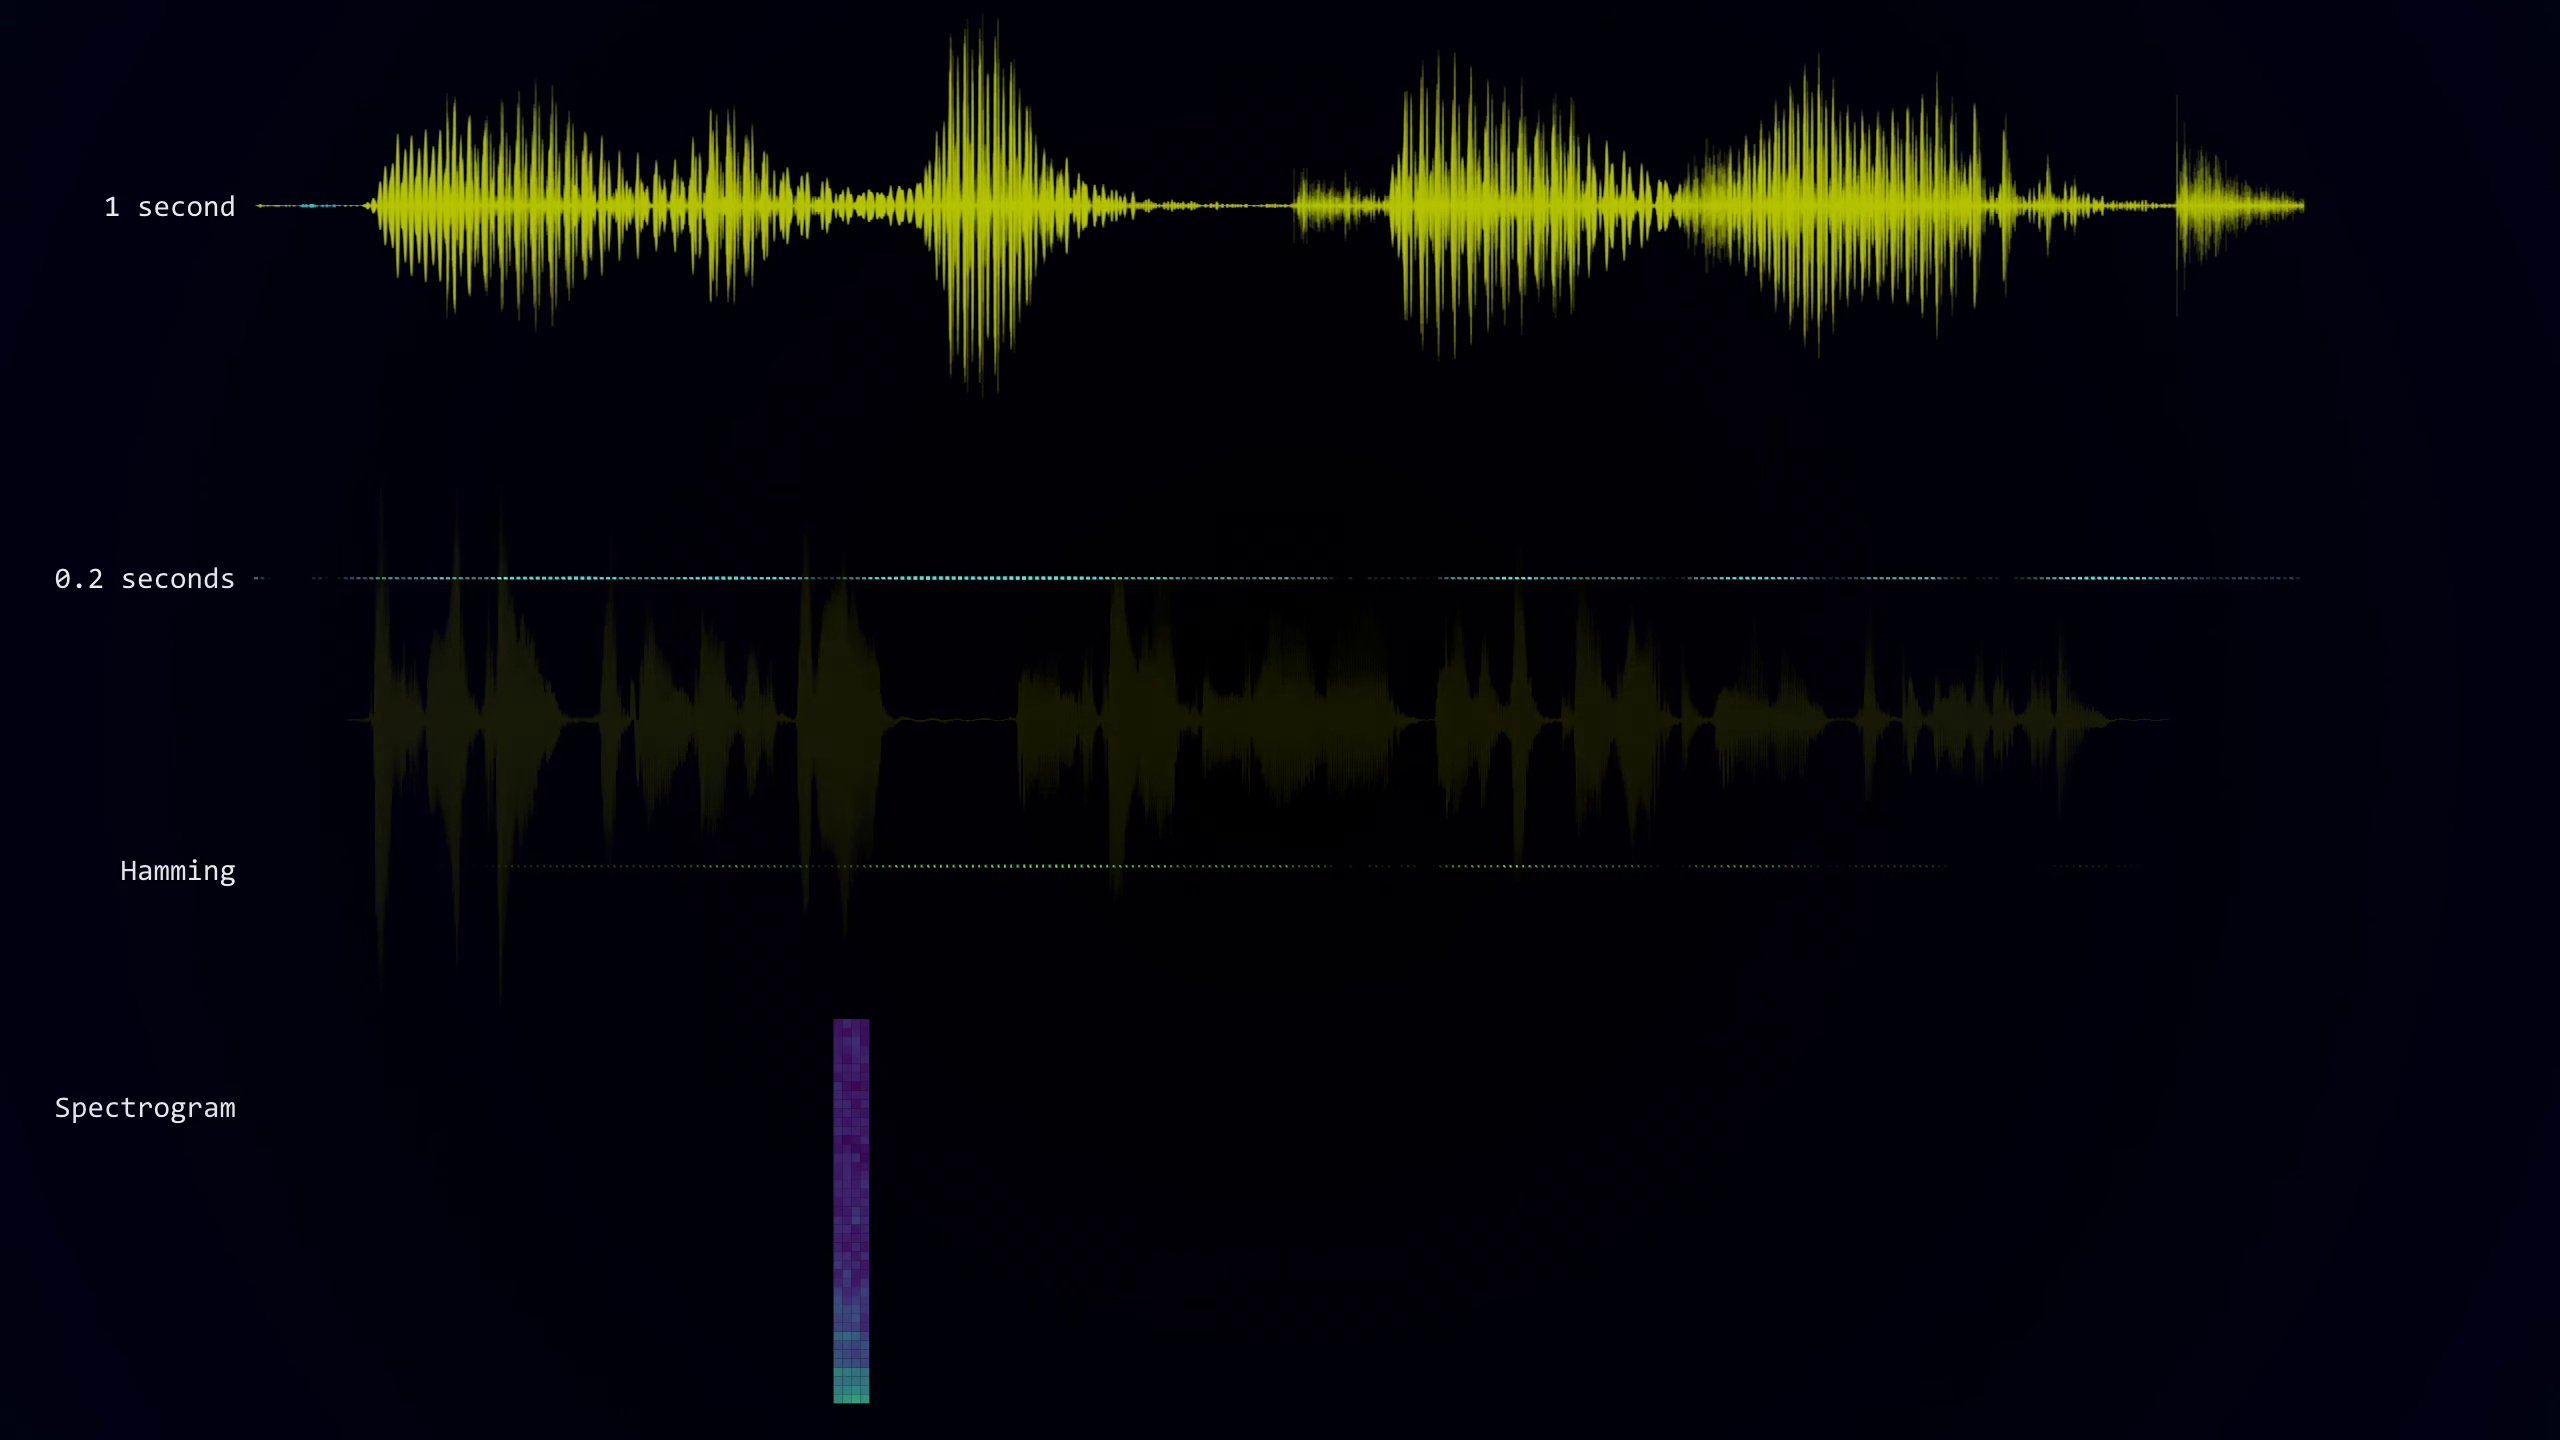 1 second
0.2 seconds
Hamming
Spectrogram